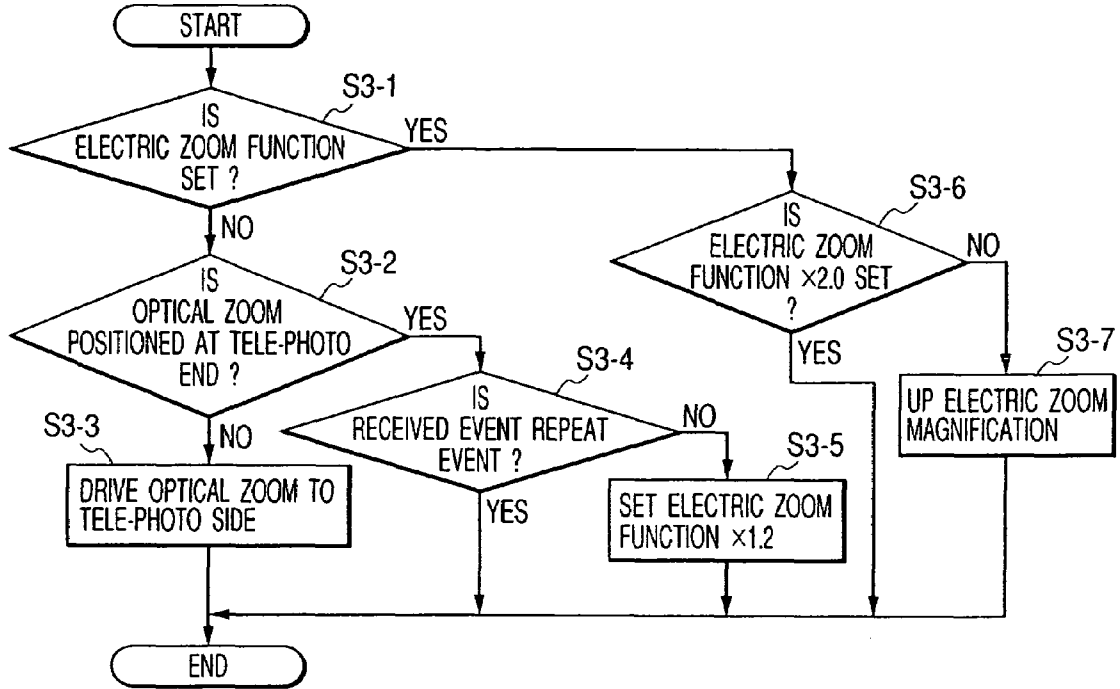 START
S3-1
IS
ELECTRIC ZOOM FUNCTION
SET ?
YES
NO
S3-6
IS
ELECTRIC ZOOM
FUNCTION ×2.0 SET
?
NO
YES
S3-7
UP ELECTRIC ZOOM
MAGNIFICATION
S3-2
IS
OPTICAL ZOOM
POSITIONED AT TELE-PHOTO
END ?
YES
NO
S3-3
DRIVE OPTICAL ZOOM TO
TELE-PHOTO SIDE
S3-4
IS
RECEIVED EVENT REPEAT
EVENT ?
NO
YES
S3-5
SET ELECTRIC ZOOM
FUNCTION ×1.2
END